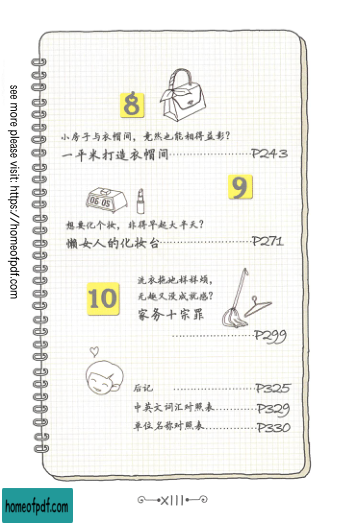 8
小房子与衣帽间，竟然也能相得益彰？
一平米打造衣帽间 P243
9
06 05
想要化个妆，非得早起大半天？
懒女人的化妆台 P271
10
洗衣拖地样样烦，
无趣又没成就感？
家务十宗罪
P299
后记 P325
中英文词汇对照表 P329
单位名称对照表 P330
XIII
see more please visit: https://homeofpdf.com
homeofpdf.com